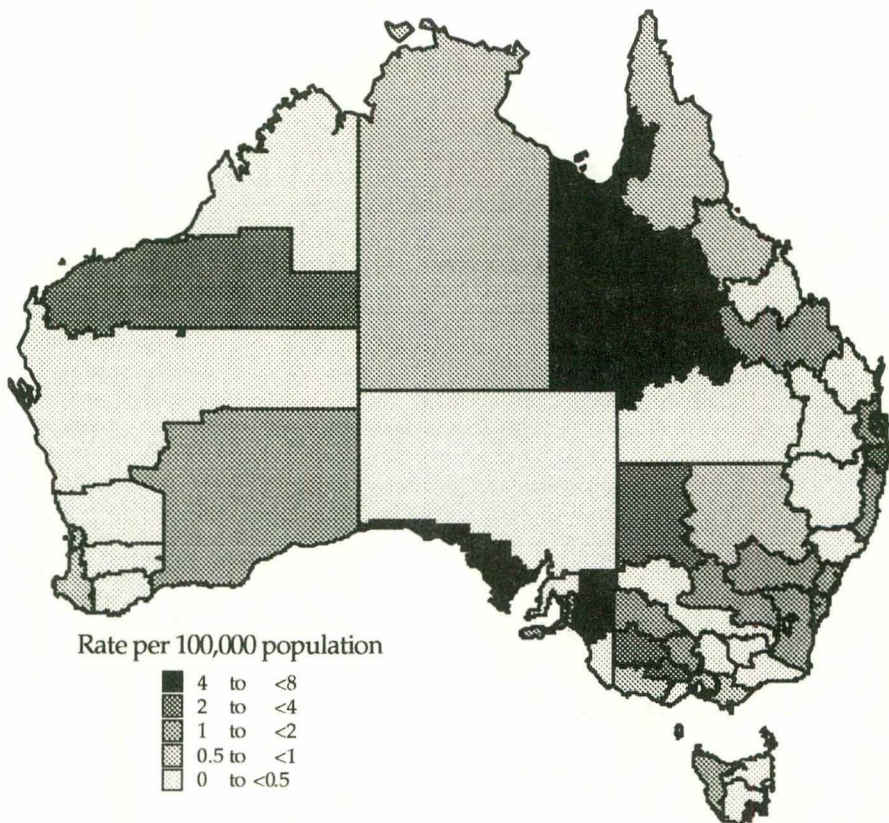 Rate per 100,000 population
4 to <8
2 to <4
1 to <2
0.5 to <1
0 to <0.5